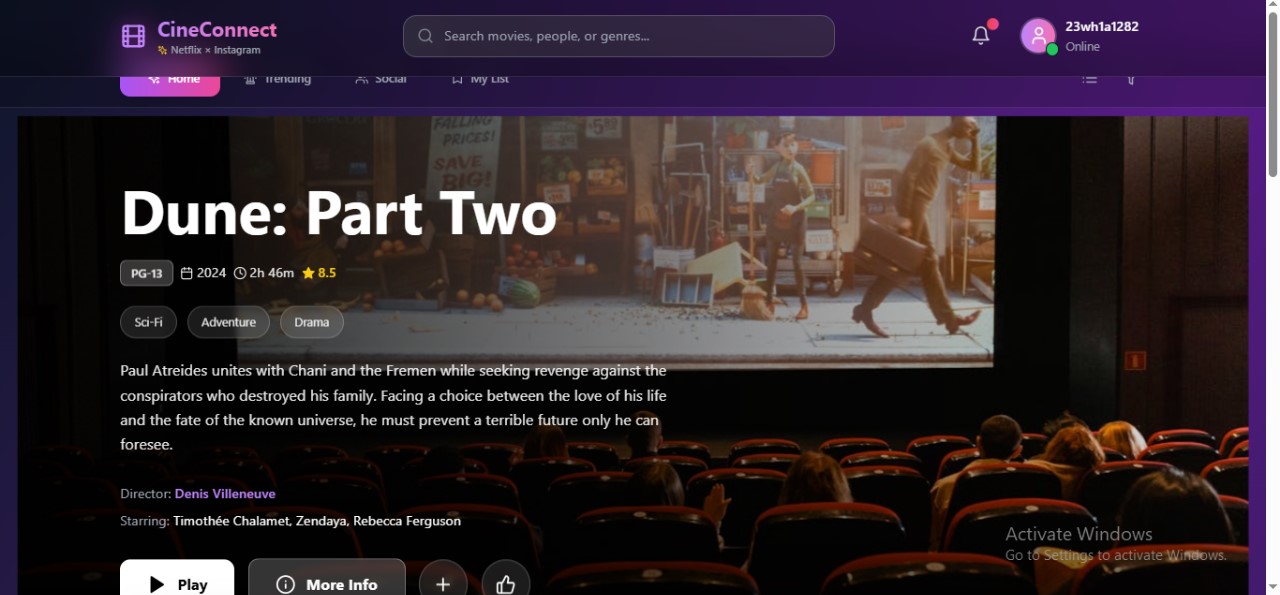 CineConnect
Netflix × Instagram
Search movies, people, or genres...
23wh1a1282
Online
Home
Trending
Social
My List
FALLING
PRICES!
SAVE
BIG!
Dune: Part Two
PG-13 2024 2h 46m 8.5
Sci-Fi Adventure Drama
Paul Atreides unites with Chani and the Fremen while seeking revenge against the
conspirators who destroyed his family. Facing a choice between the love of his life
and the fate of the known universe, he must prevent a terrible future only he can
foresee.
Director: Denis Villeneuve
Starring: Timothée Chalamet, Zendaya, Rebecca Ferguson
Play
More Info
Activate Windows
Go to Settings to activate Windows.